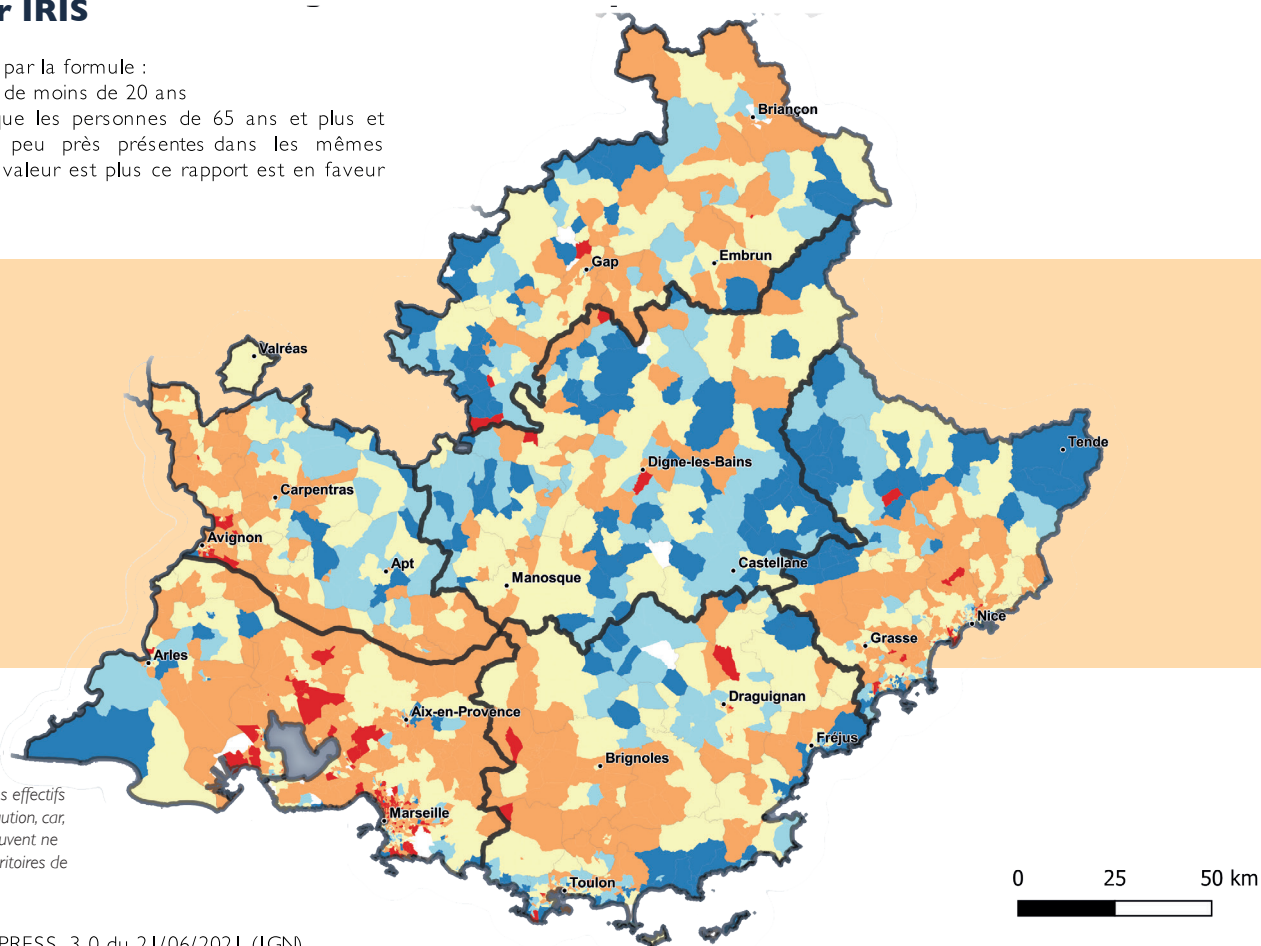 r IRIS
par la formule :
de moins de 20 ans
que les personnes de 65 ans et plus et
peu près présentes dans les mêmes
valeur est plus ce rapport est en faveur
Briançon
Gap
Embrun
Valréas
Tende
Digne-les-Bains
Carpentras
Avignon
Apt
Castellane
Manosque
Nice
Grasse
Arles
Draguignan
Aix-en-Provence
Fréjus
Brignoles
s effectifs
ution, car,
uvent ne
ritoires de
Marseille
Toulon
0 25 50 km
PRESS_3.0 du 21/06/2021 (IGN)